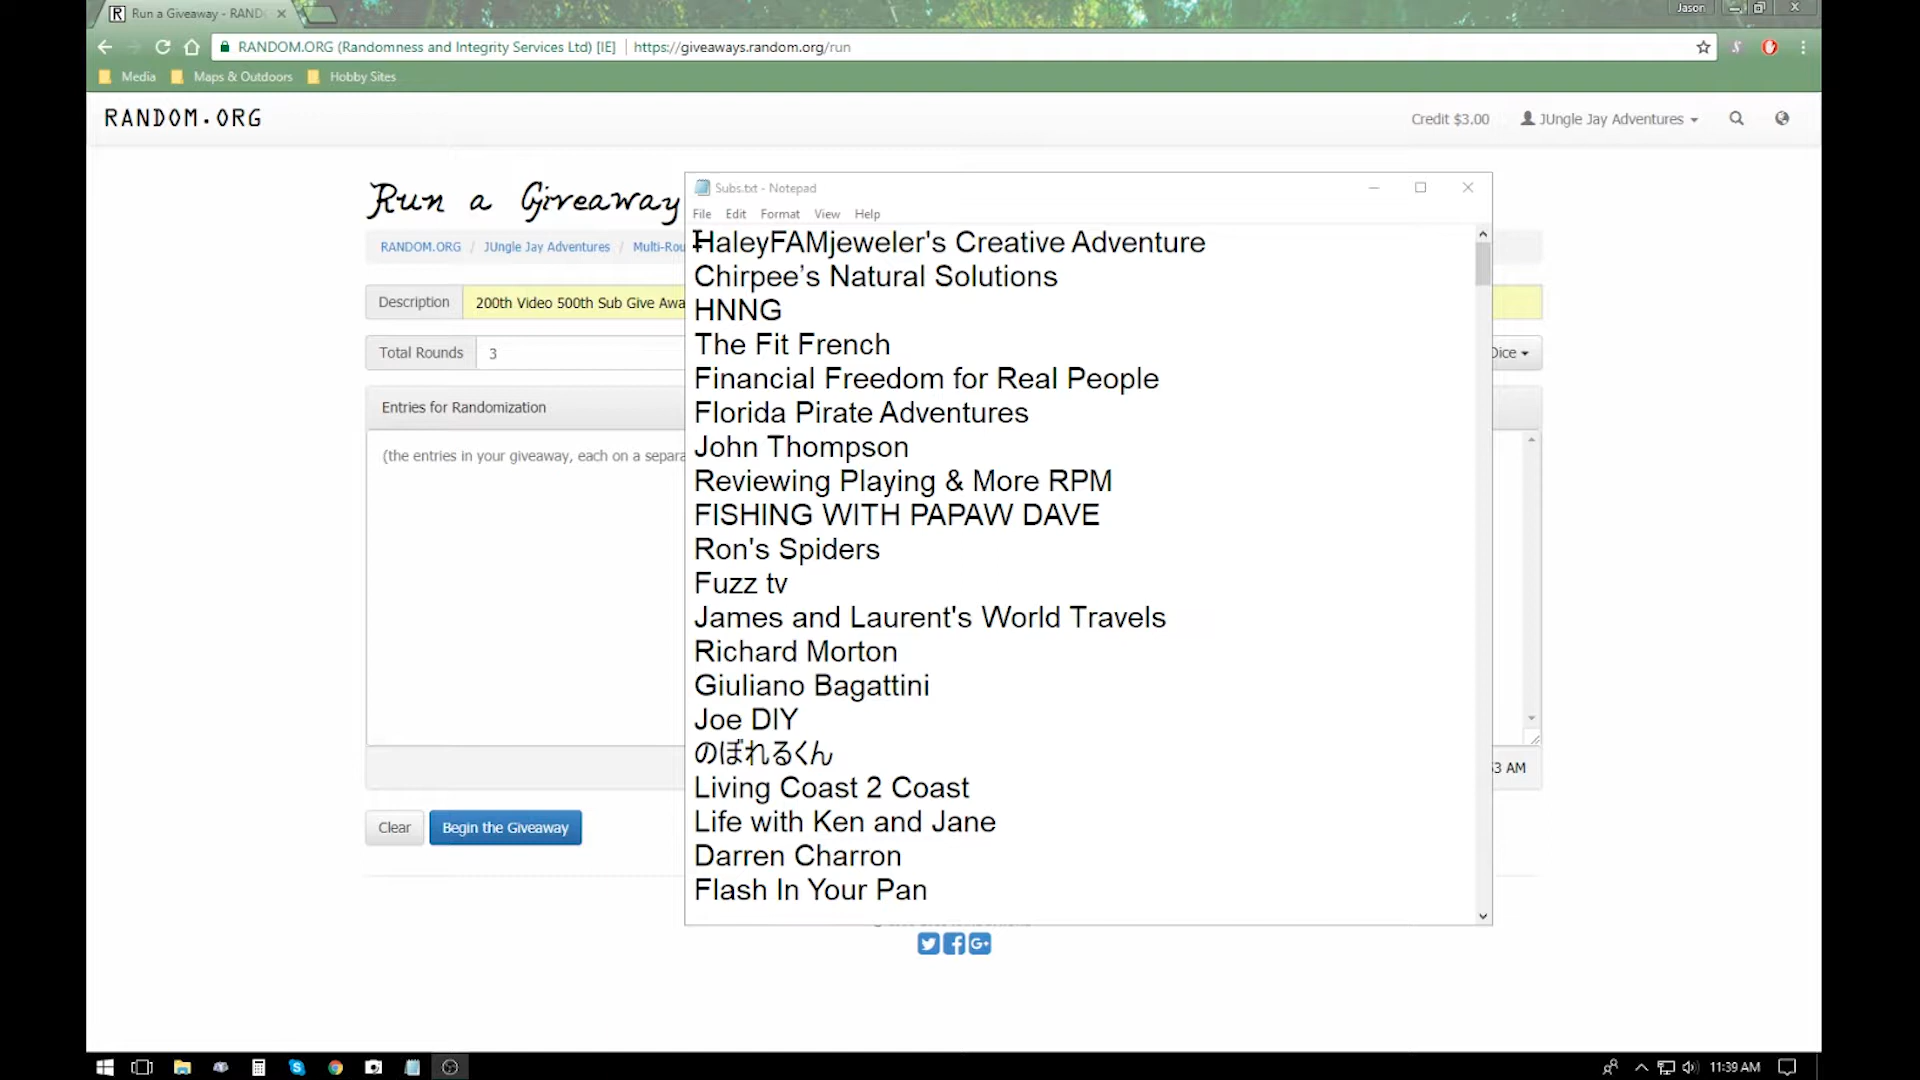 Run a Giveaway - RAND
Jason
RANDOM.ORG (Randomness and Integrity Services Ltd) [IE]
https://giveaways.random.org/run
Media
Maps & Outdoors
Hobby Sites
RANDOM.ORG
Credit $3.00
JUngle Jay Adventures
Run a Giveaway
RANDOM.ORG / JUngle Jay Adventures / Multi-Rou
Description
200th Video 500th Sub Give Awa
Total Rounds
3
Dice
Entries for Randomization
(the entries in your giveaway, each on a separa
3 AM
Clear
Begin the Giveaway
Subs.txt - Notepad
File Edit Format View Help
HaleyFAMjeweler's Creative Adventure
Chirpee’s Natural Solutions
HNNG
The Fit French
Financial Freedom for Real People
Florida Pirate Adventures
John Thompson
Reviewing Playing & More RPM
FISHING WITH PAPAW DAVE
Ron's Spiders
Fuzz tv
James and Laurent's World Travels
Richard Morton
Giuliano Bagattini
Joe DIY
のぼれるくん
Living Coast 2 Coast
Life with Ken and Jane
Darren Charron
Flash In Your Pan
11:39 AM